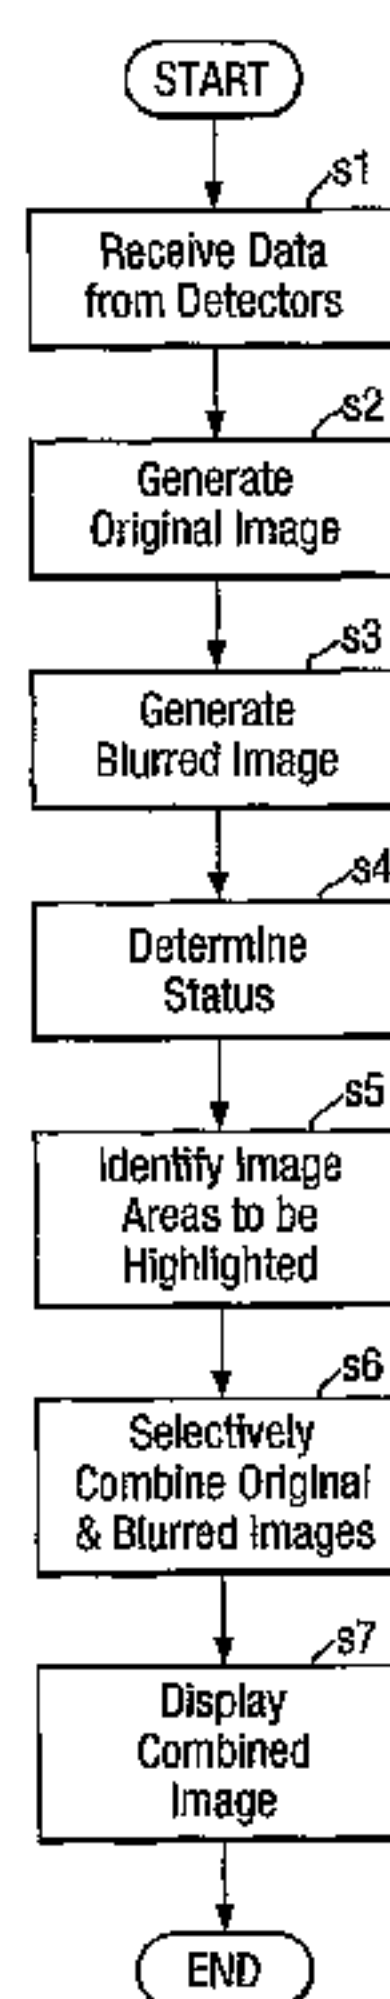 START
s1
Receive Data
from Detectors
s2
Generate
Original Image
s3
Generate
Blurred Image
s4
Determine
Status
s5
Identify Image
Areas to be
Highlighted
s6
Selectively
Combine Original
& Blurred Images
s7
Display
Combined
Image
END